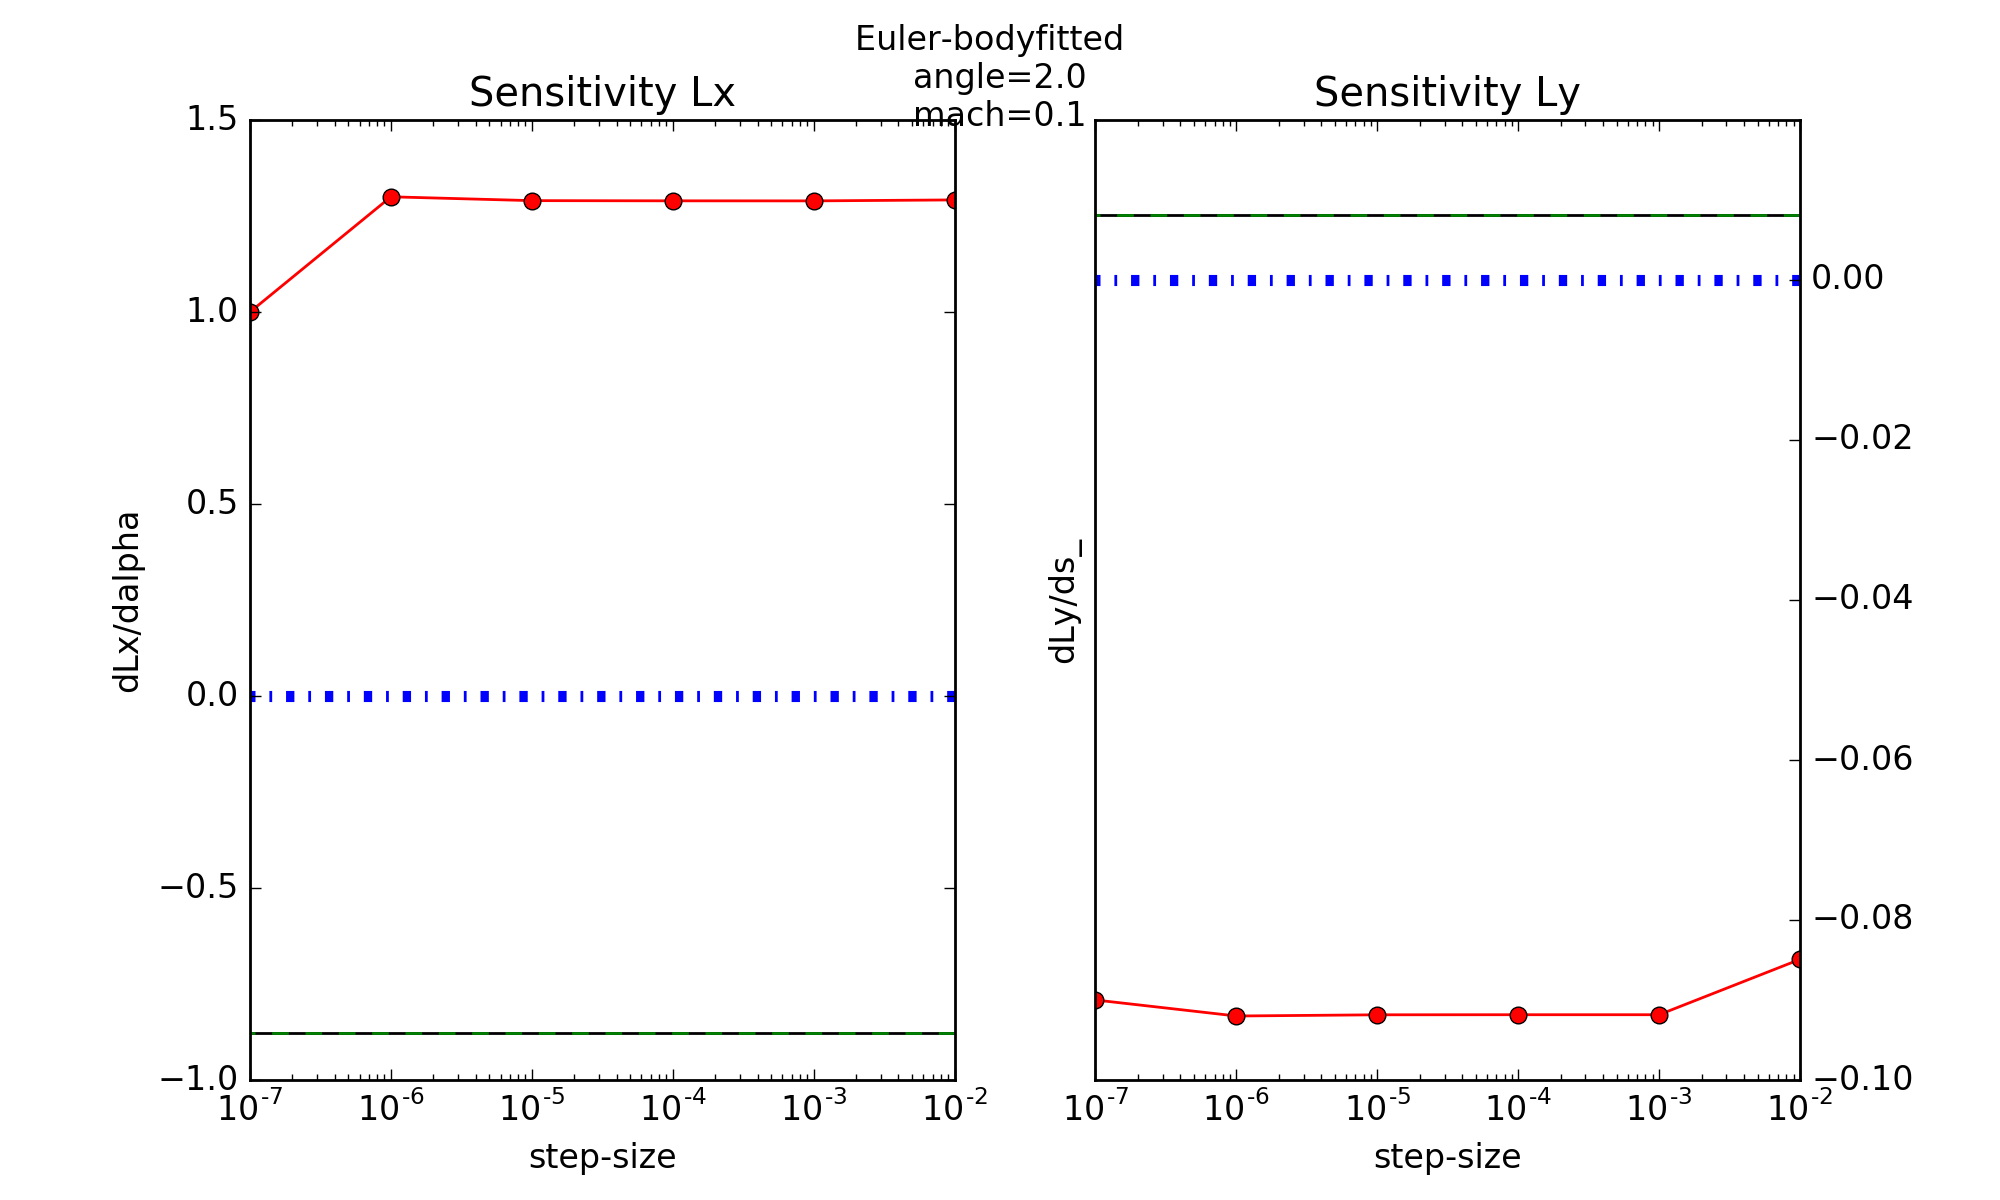 Euler-bodyfitted
angle=2.0
mach=0.1
Sensitivity Lx
1.5
1.0
0.5
0.0
−0.5
−1.0
dLx/dalpha
10^-7 10^-6 10^-5 10^-4 10^-3 10^-2
step-size
Sensitivity Ly
dLy/ds_
0.00
−0.02
−0.04
−0.06
−0.08
−0.10
10^-7 10^-6 10^-5 10^-4 10^-3 10^-2
step-size